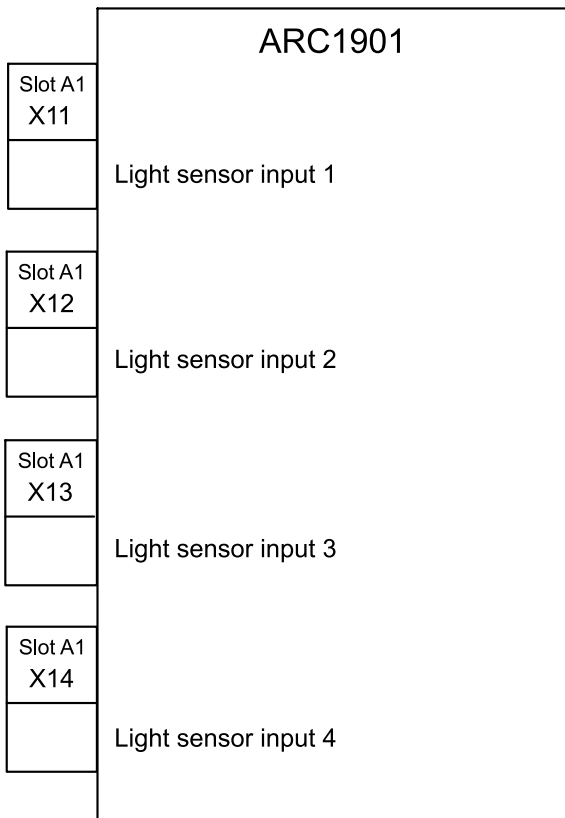 ARC1901
Slot A1
X11
Light sensor input 1
Slot A1
X12
Light sensor input 2
Slot A1
X13
Light sensor input 3
Slot A1
X14
Light sensor input 4